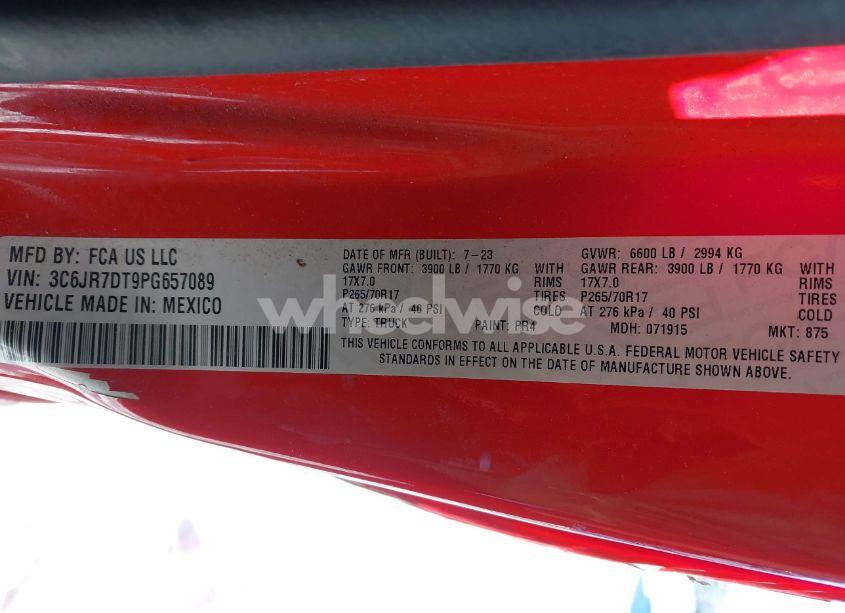 MFD BY: FCA US LLC
VIN: 3C6JR7DT9PG657089
VEHICLE MADE IN: MEXICO
DATE OF MFR (BUILT): 7-23
GAWR FRONT: 3900 LB / 1770 KG
17X7.0 RIMS
P265/70R17 TIRES
AT 276 kPa / 40 PSI COLD
TYPE: TRUCK PAINT: PR4
GVWR: 6600 LB / 2994 KG
GAWR REAR: 3900 LB / 1770 KG
17X7.0 RIMS
P265/70R17 TIRES
AT 276 kPa / 40 PSI COLD
MDH: 071915 MKT: 875
THIS VEHICLE CONFORMS TO ALL APPLICABLE U.S.A. FEDERAL MOTOR VEHICLE SAFETY
STANDARDS IN EFFECT ON THE DATE OF MANUFACTURE SHOWN ABOVE.
wheelwise